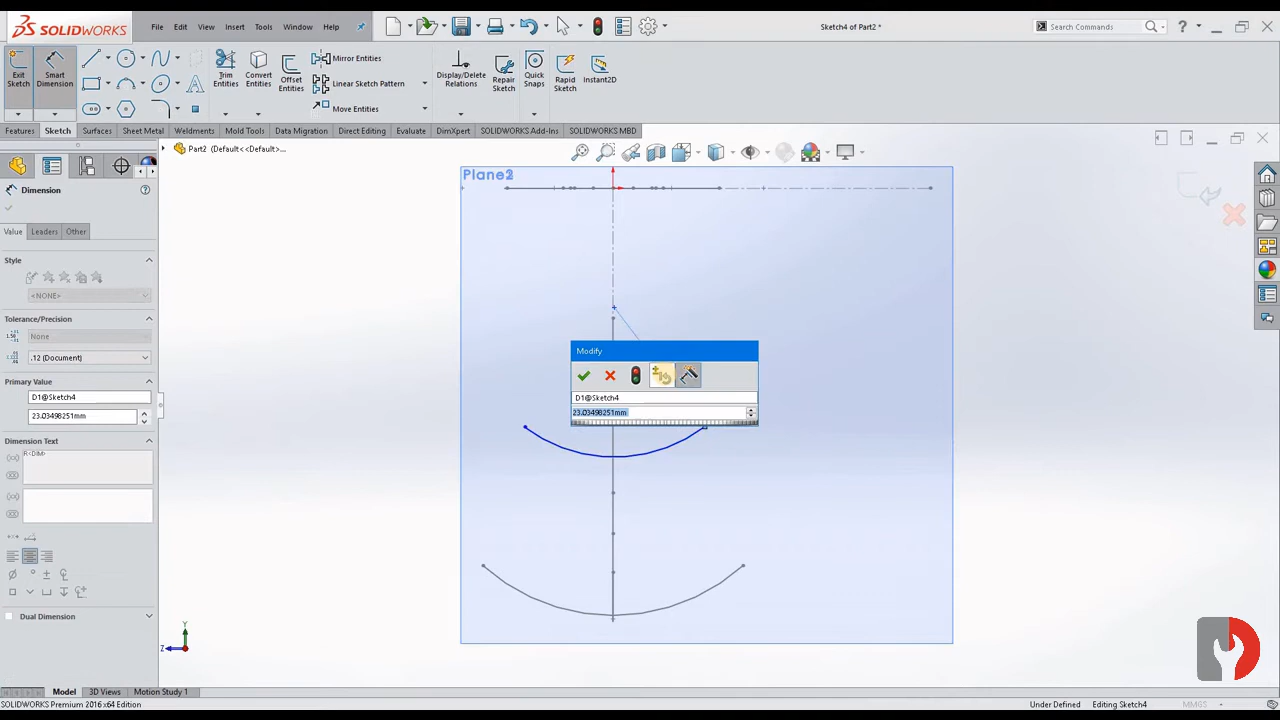 SOLIDWORKS
File Edit View Insert Tools Window Help
Sketch4 of Part2 *
Search Commands
Exit Sketch
Smart Dimension
Trim Entities
Convert Entities
Offset Entities
Mirror Entities
Linear Sketch Pattern
Move Entities
Display/Delete Relations
Repair Sketch
Quick Snaps
Rapid Sketch
Instant2D
Features Sketch Surfaces Sheet Metal Weldments Mold Tools Data Migration Direct Editing Evaluate DimXpert SOLIDWORKS Add-Ins SOLIDWORKS MBD
Part2 (Default<<Default>...
Dimension
Value Leaders Other
Style
<NONE>
Tolerance/Precision
None
.12 (Document)
Primary Value
D1@Sketch4
23.03498251mm
Dimension Text
R<DIM>
Dual Dimension
Modify
D1@Sketch4
23.03498251mm
Y
Z
Model 3D Views Motion Study 1
SOLIDWORKS Premium 2016 x64 Edition
Under Defined Editing Sketch4 MMGS